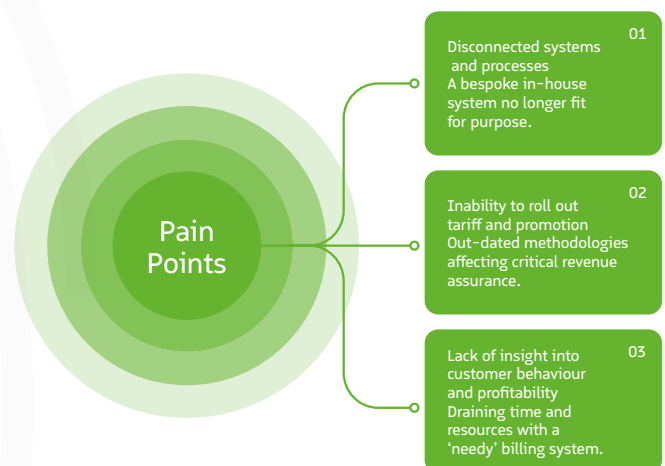 Pain
Points
01
Disconnected systems
and processes
A bespoke in-house
system no longer fit
for purpose.
02
Inability to roll out
tariff and promotion
Out-dated methodologies
affecting critical revenue
assurance.
03
Lack of insight into
customer behaviour
and profitability
Draining time and
resources with a
‘needy’ billing system.